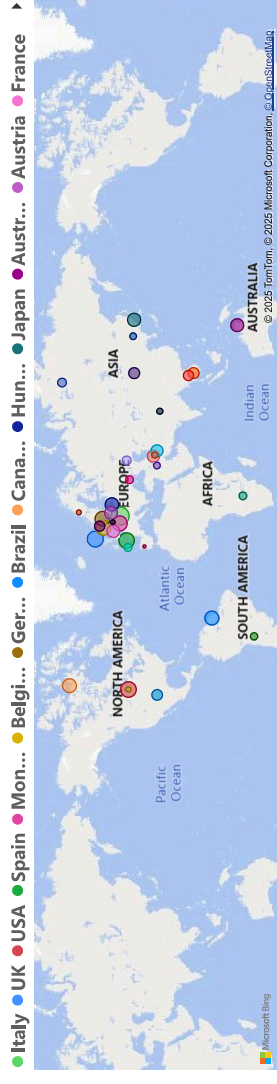 Italy UK USA Spain Mon... Belgi... Ger... Brazil Cana... Hun... Japan Austr... Austria France
NORTH AMERICA
EUROPE
ASIA
Pacific
Ocean
Atlantic
Ocean
AFRICA
SOUTH AMERICA
Indian
Ocean
AUSTRALIA
Microsoft Bing
© 2025 TomTom, © 2025 Microsoft Corporation, © OpenStreetMap